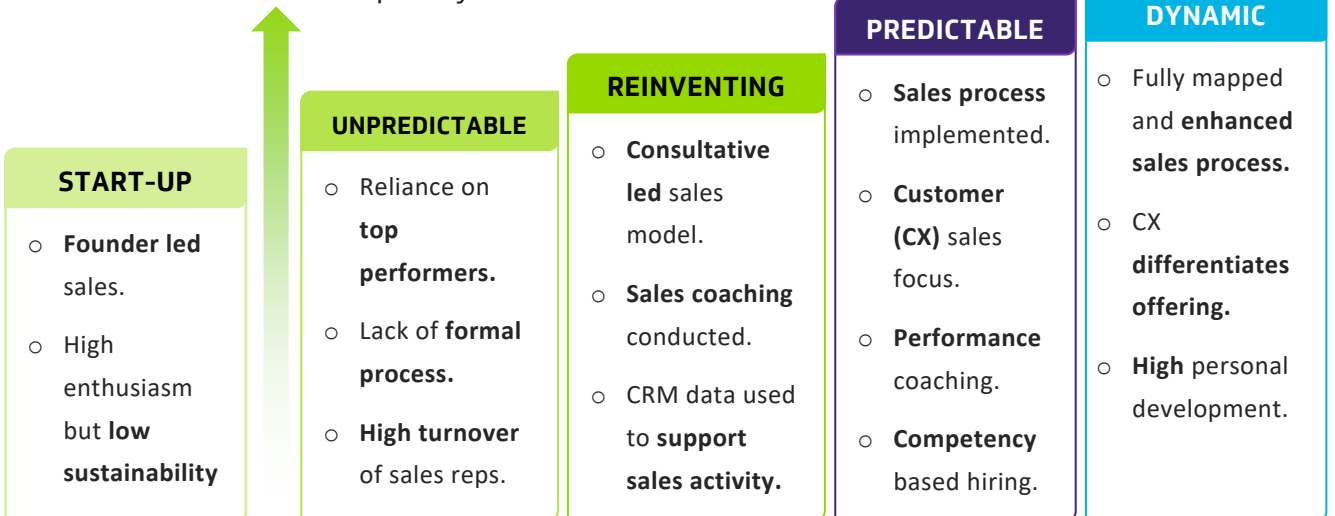 START-UP
○ Founder led
sales.
○ High
enthusiasm
but low
sustainability
UNPREDICTABLE
○ Reliance on
top
performers.
○ Lack of formal
process.
○ High turnover
of sales reps.
REINVENTING
○ Consultative
led sales
model.
○ Sales coaching
conducted.
○ CRM data used
to support
sales activity.
PREDICTABLE
○ Sales process
implemented.
○ Customer
(CX) sales
focus.
○ Performance
coaching.
○ Competency
based hiring.
DYNAMIC
○ Fully mapped
and enhanced
sales process.
○ CX
differentiates
offering.
○ High personal
development.